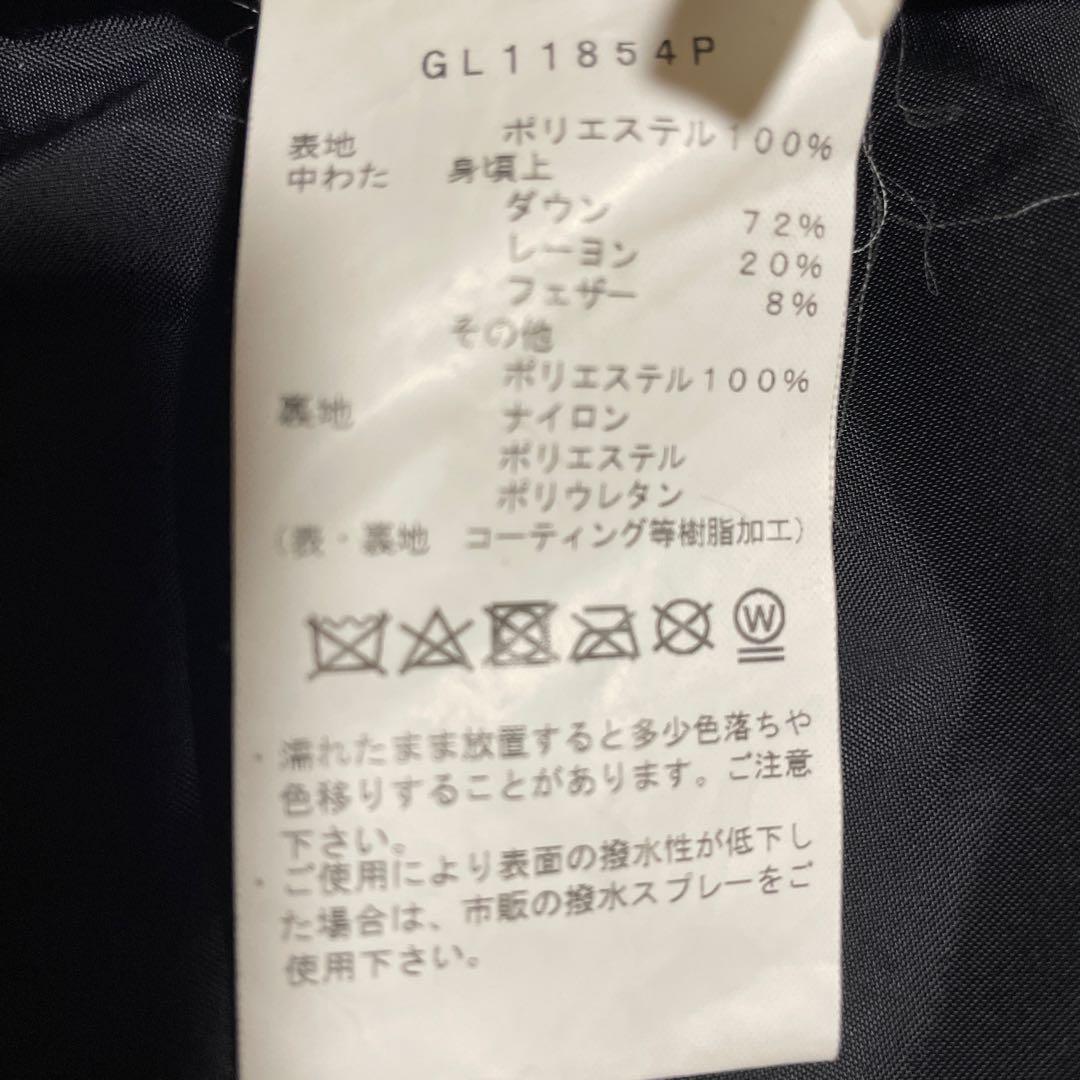 GL11854P
表地 ポリエステル100%
中わた 身頃上
ダウン 72%
レーヨン 20%
フェザー 8%
その他
ポリエステル100%
裏地 ナイロン
ポリエステル
ポリウレタン
(表・裏地 コーティング等樹脂加工)
W
・濡れたまま放置すると多少色落ちや
色移りすることがあります。ご注意
下さい。
・ご使用により表面の撥水性が低下し
た場合は、市販の撥水スプレーをご
使用下さい。